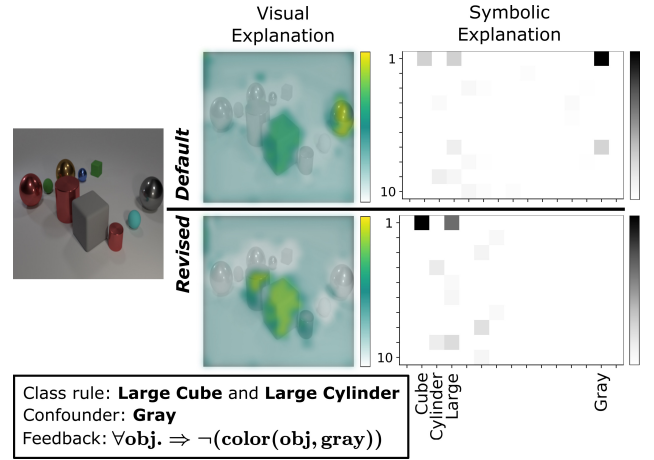 Visual
Explanation
Symbolic
Explanation
Default
1
10
Revised
1
10
Cube
Cylinder
Large
Gray
Class rule: Large Cube and Large Cylinder
Confounder: Gray
Feedback: ∀obj. ⇒ ¬(color(obj, gray))